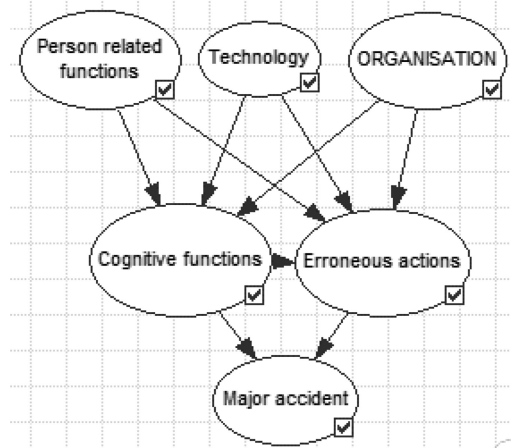 Person related
functions
Technology
ORGANISATION
Cognitive functions
Erroneous actions
Major accident